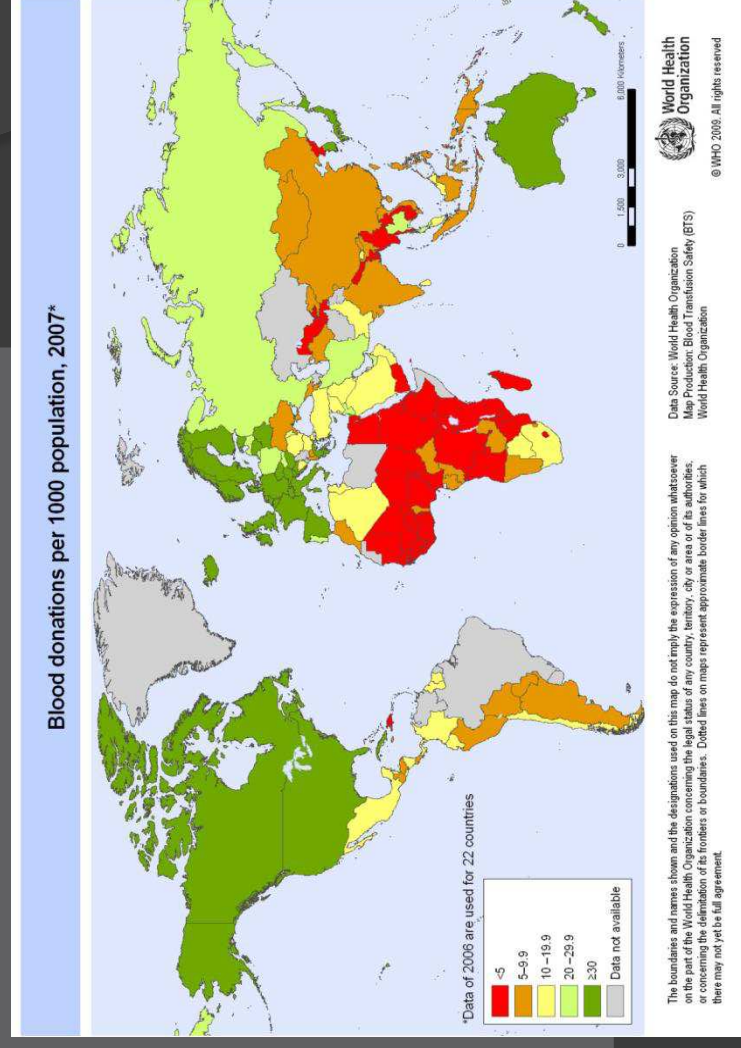 Blood donations per 1000 population, 2007*
*Data of 2006 are used for 22 countries
<5
5–9.9
10 –19.9
20 –29.9
≥30
Data not available
0 1,500 3,000 6,000 Kilometers
The boundaries and names shown and the designations used on this map do not imply the expression of any opinion whatsoever
on the part of the World Health Organization concerning the legal status of any country, territory, city or area or of its authorities,
or concerning the delimitation of its frontiers or boundaries. Dotted lines on maps represent approximate border lines for which
there may not yet be full agreement.
Data Source: World Health Organization
Map Production: Blood Transfusion Safety (BTS)
World Health Organization
World Health
Organization
© WHO 2009. All rights reserved